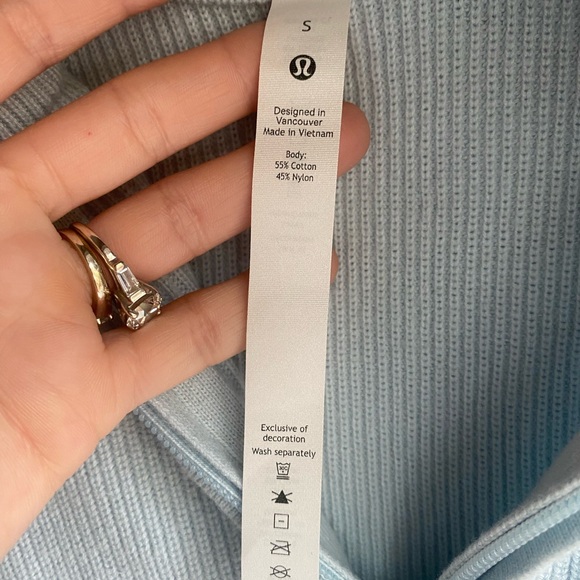 S
Designed in
Vancouver
Made in Vietnam
Body:
55% Cotton
45% Nylon
Exclusive of
decoration
Wash separately